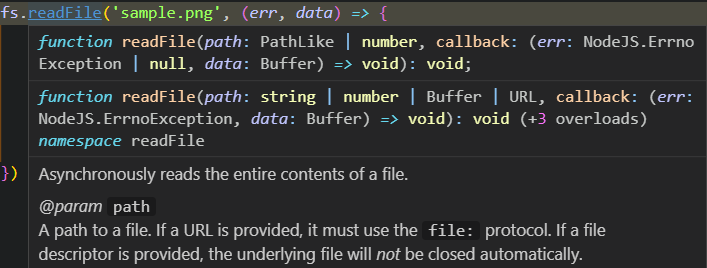 fs.readFile('sample.png', (err, data) => {
function readFile(path: PathLike | number, callback: (err: NodeJS.Errno
Exception | null, data: Buffer) => void): void;
function readFile(path: string | number | Buffer | URL, callback: (err:
NodeJS.ErrnoException, data: Buffer) => void): void (+3 overloads)
namespace readFile
})
Asynchronously reads the entire contents of a file.
@param path
A path to a file. If a URL is provided, it must use the file: protocol. If a file
descriptor is provided, the underlying file will not be closed automatically.